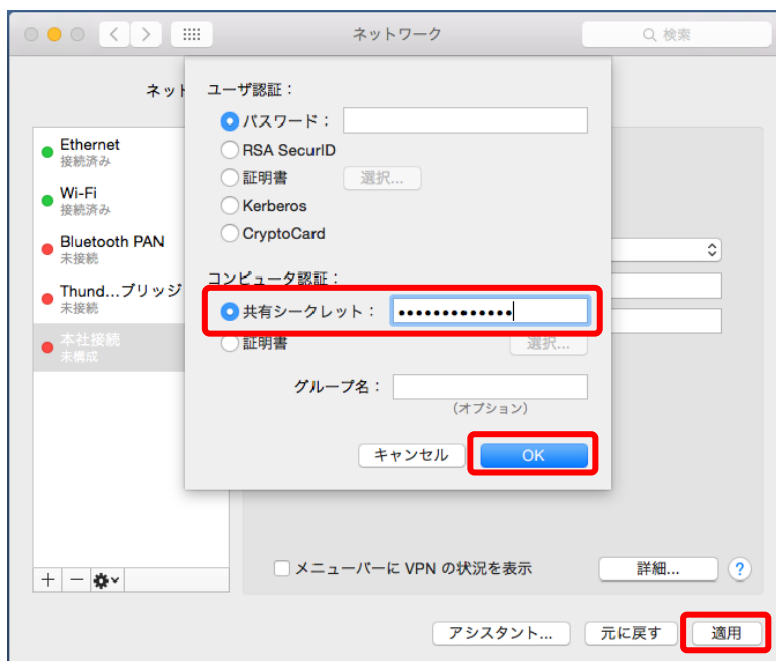 ネットワーク
検索
ネット
Ethernet
接続済み
Wi-Fi
接続済み
Bluetooth PAN
未接続
Thund...ブリッジ
未接続
本社接続
未構成
ユーザ認証：
パスワード：
RSA SecurID
証明書
選択...
Kerberos
CryptoCard
コンピュータ認証：
共有シークレット： •••••••••••••
証明書
選択...
グループ名：
(オプション)
キャンセル
OK
メニューバーに VPN の状況を表示
詳細...
?
アシスタント...
元に戻す
適用